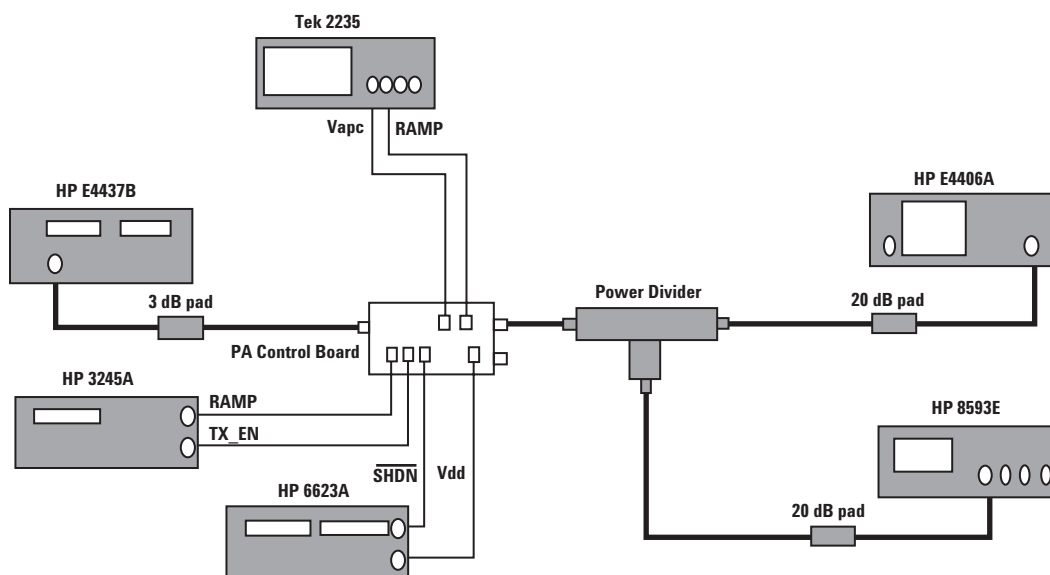 Tek 2235
Vapc
RAMP
HP E4437B
HP E4406A
3 dB pad
Power Divider
20 dB pad
PA Control Board
HP 3245A
RAMP
TX_EN
HP 8593E
SHDN
Vdd
HP 6623A
20 dB pad